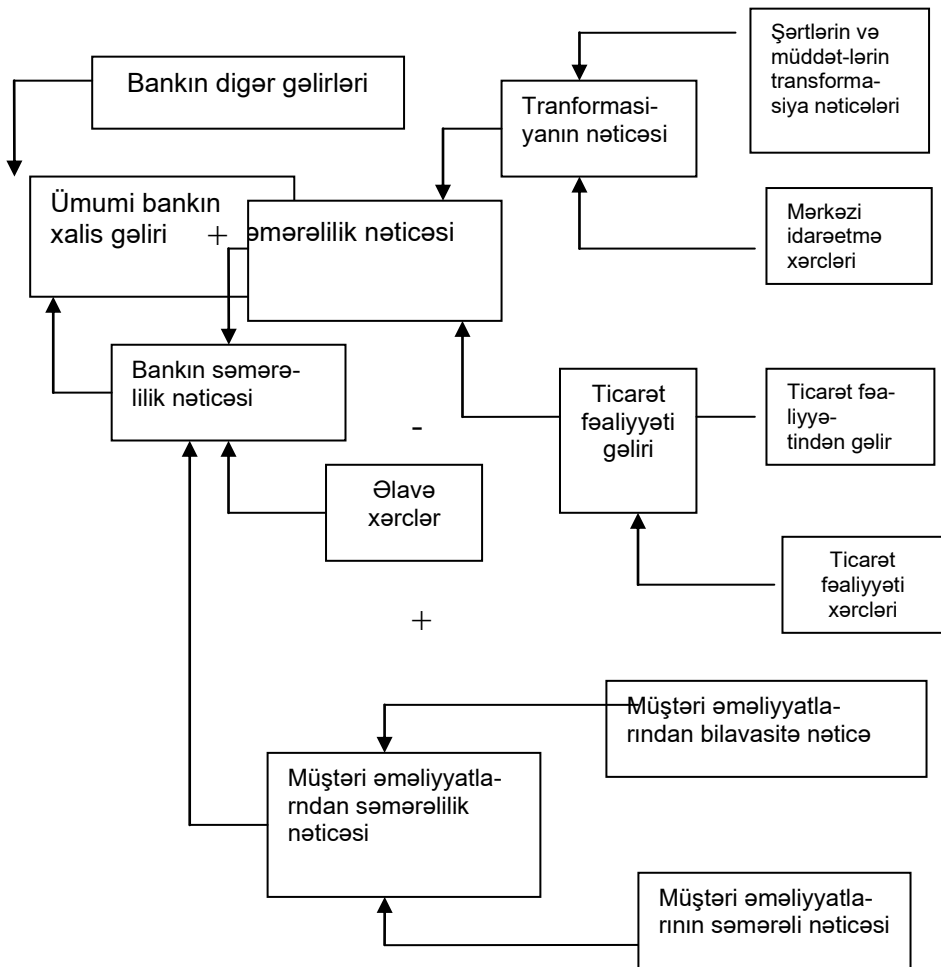 Şərtlərin və
müddət-lərin
transforma-
siya nəticələri
Bankın digər gəlirləri
Tranformasi-
yanın nəticəsi
Ümumi bankın
xalis gəliri
+
əmərəlilik nəticəsi
Mərkəzi
idarəetmə
xərcləri
Bankın səmərə-
lilik nəticəsi
-
Ticarət
fəaliyyəti
gəliri
Ticarət fəa-
liyyə-
tindən gəlir
Əlavə
xərclər
Ticarət
fəaliyyəti
xərcləri
+
Müştəri əməliyyatla-
rından bilavasitə nəticə
Müştəri əməliyyatla-
rndan səmərəlilik
nəticəsi
Müştəri əməliyyatla-
rının səmərəli nəticəsi